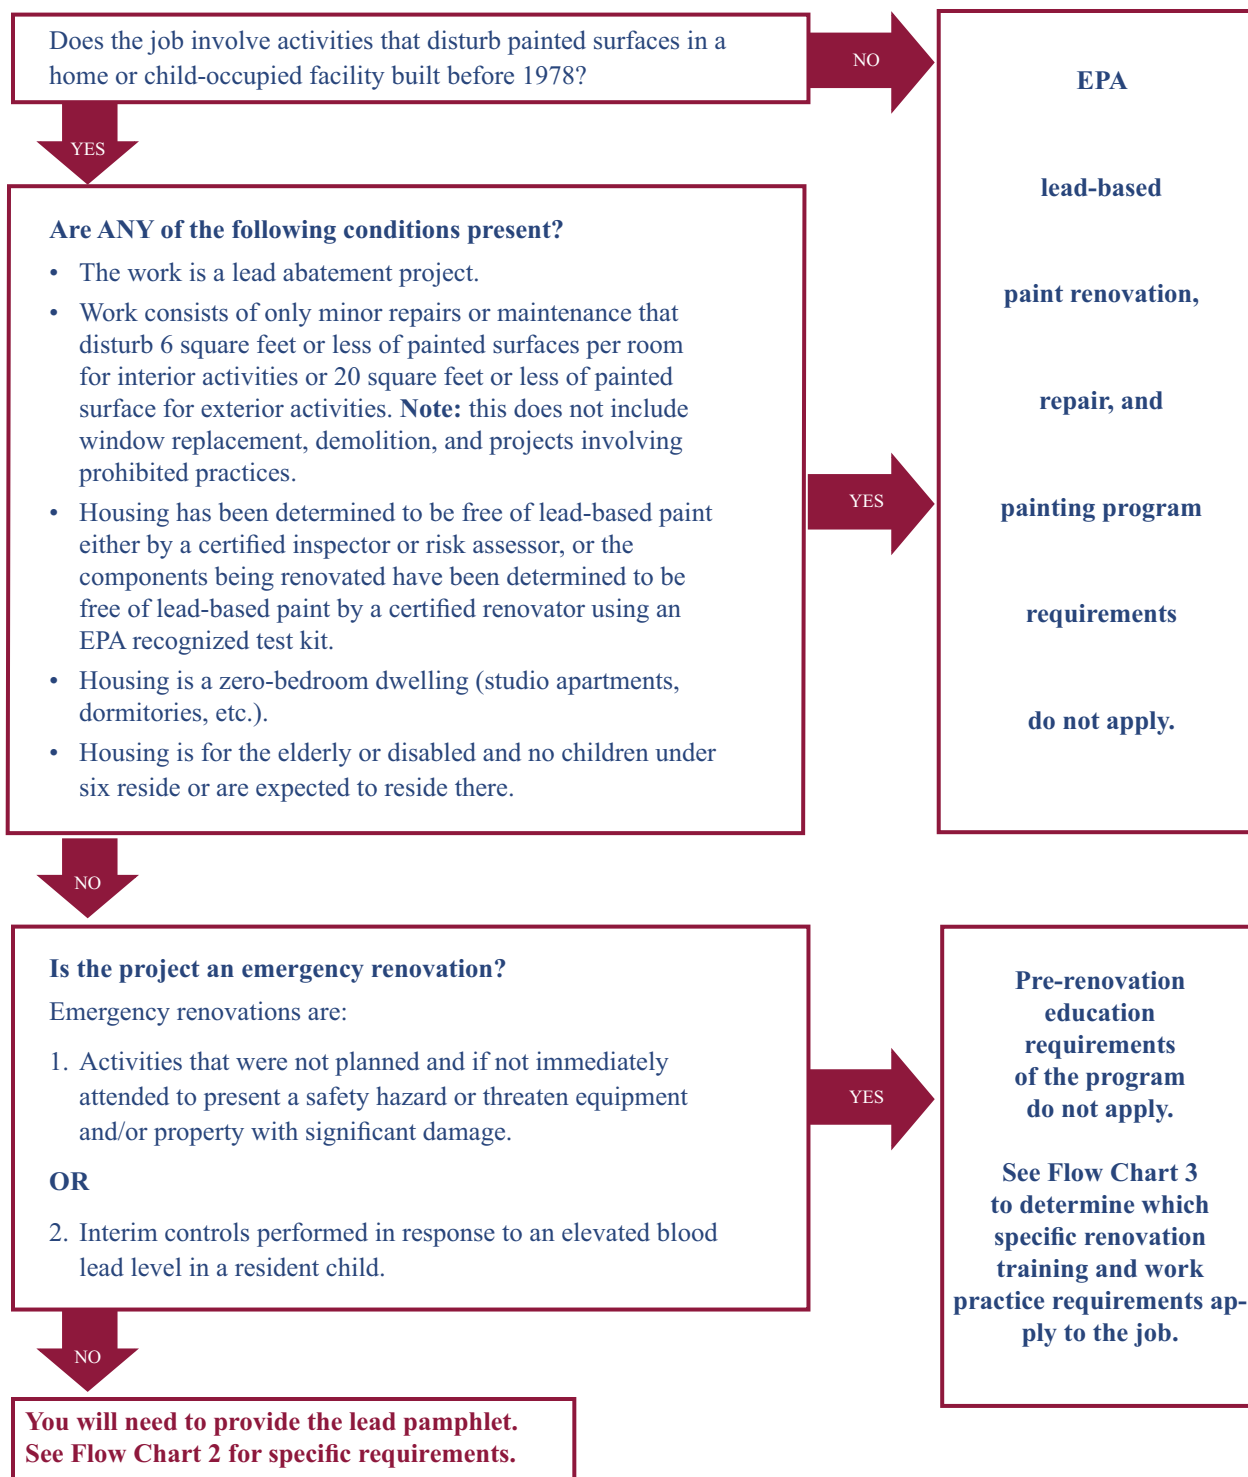 Does the job involve activities that disturb painted surfaces in a
home or child-occupied facility built before 1978?
NO
YES
EPA
lead-based
paint renovation,
repair, and
painting program
requirements
do not apply.
Are ANY of the following conditions present?
• The work is a lead abatement project.
• Work consists of only minor repairs or maintenance that
disturb 6 square feet or less of painted surfaces per room
for interior activities or 20 square feet or less of painted
surface for exterior activities. Note: this does not include
window replacement, demolition, and projects involving
prohibited practices.
• Housing has been determined to be free of lead-based paint
either by a certified inspector or risk assessor, or the
components being renovated have been determined to be
free of lead-based paint by a certified renovator using an
EPA recognized test kit.
• Housing is a zero-bedroom dwelling (studio apartments,
dormitories, etc.).
• Housing is for the elderly or disabled and no children under
six reside or are expected to reside there.
YES
NO
Is the project an emergency renovation?
Emergency renovations are:
1. Activities that were not planned and if not immediately
attended to present a safety hazard or threaten equipment
and/or property with significant damage.
OR
2. Interim controls performed in response to an elevated blood
lead level in a resident child.
YES
Pre-renovation
education
requirements
of the program
do not apply.
See Flow Chart 3
to determine which
specific renovation
training and work
practice requirements ap-
ply to the job.
NO
You will need to provide the lead pamphlet.
See Flow Chart 2 for specific requirements.